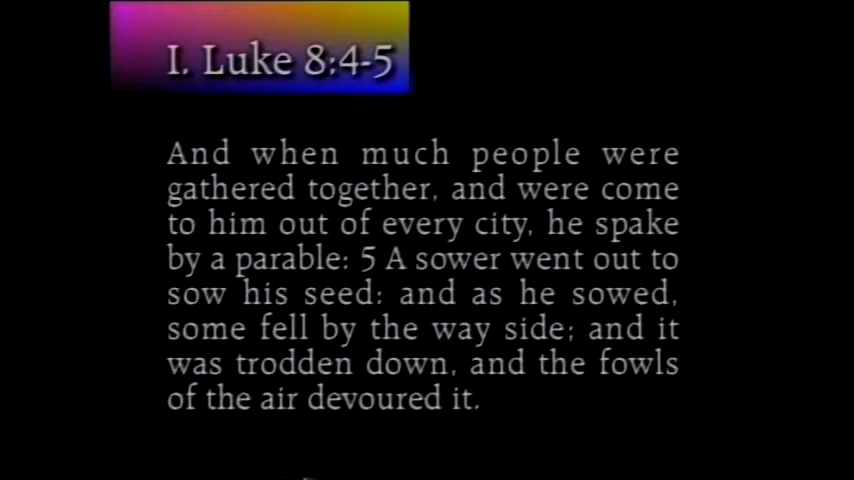 I. Luke 8:4-5
And when much people were
gathered together, and were come
to him out of every city, he spake
by a parable: 5 A sower went out to
sow his seed: and as he sowed,
some fell by the way side; and it
was trodden down, and the fowls
of the air devoured it.